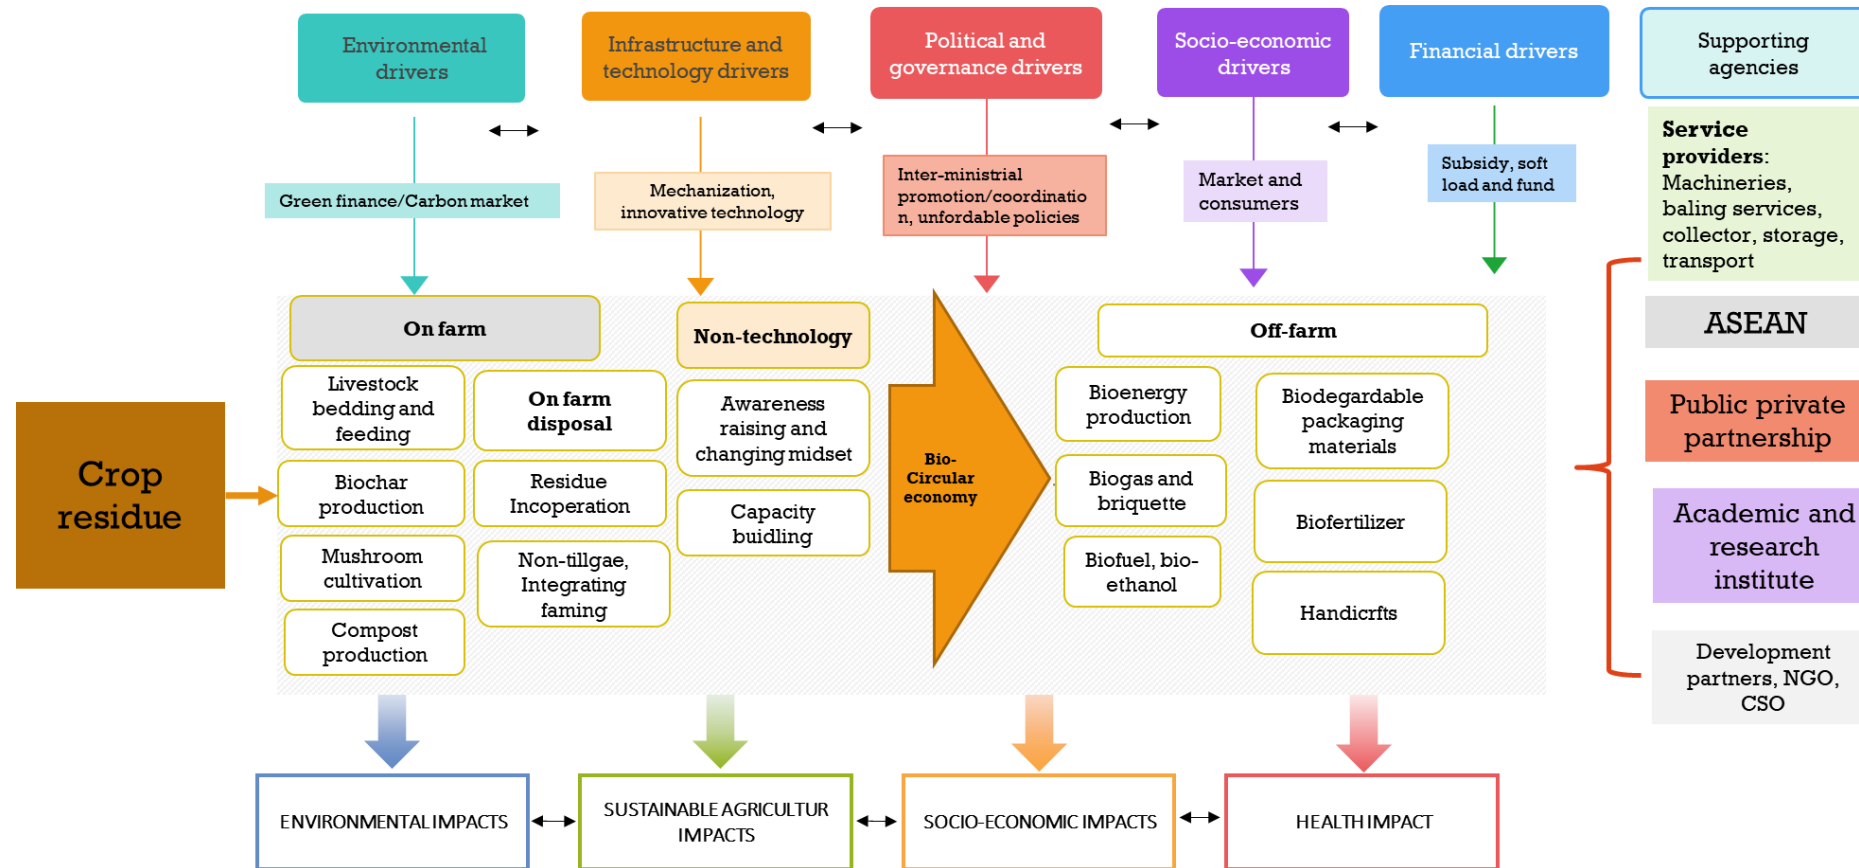 Environmental
drivers
Infrastructure and
technology drivers
Political and
governance drivers
Socio-economic
drivers
Financial drivers
Supporting
agencies
Green finance/Carbon market
Mechanization,
innovative technology
Inter-ministrial
promotion/coordinatio
n, unfordable policies
Market and
consumers
Subsidy, soft
load and fund
Service
providers:
Machineries,
baling services,
collector, storage,
transport
ASEAN
Public private
partnership
Academic and
research
institute
Development
partners, NGO,
CSO
Crop
residue
On farm
Livestock
bedding and
feeding
Biochar
production
Mushroom
cultivation
Compost
production
On farm
disposal
Residue
Incoperation
Non-tillgae,
Integrating
faming
Non-technology
Awareness
raising and
changing midset
Capacity
buidling
Bio-
Circular
economy
Off-farm
Bioenergy
production
Biogas and
briquette
Biofuel, bio-
ethanol
Biodegardable
packaging
materials
Biofertilizer
Handicrfts
ENVIRONMENTAL IMPACTS
SUSTAINABLE AGRICULTUR
IMPACTS
SOCIO-ECONOMIC IMPACTS
HEALTH IMPACT